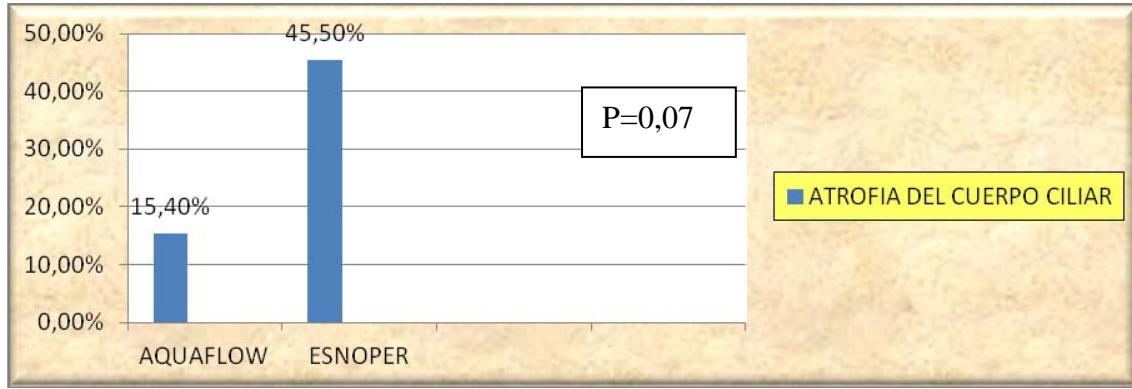 50,00%
45,50%
40,00%
P=0,07
30,00%
ATROFIA DEL CUERPO CILIAR
20,00%
15,40%
10,00%
0,00%
AQUAFLOW ESNOPER